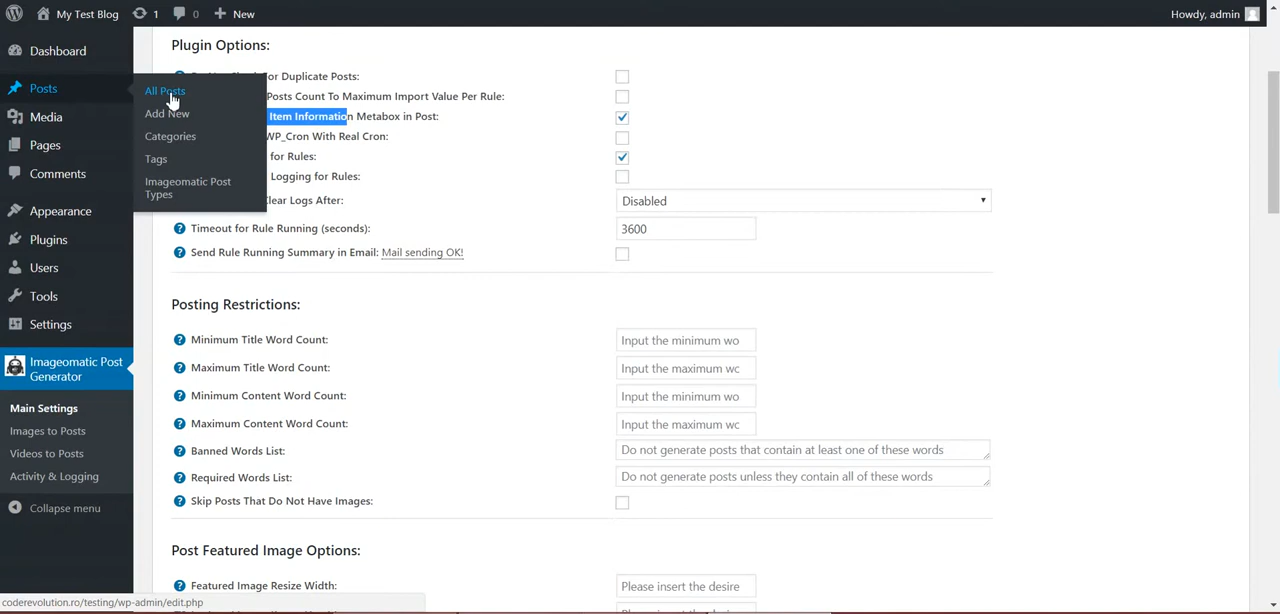 My Test Blog 1 0 New Howdy, admin
Dashboard
Posts
Media
Pages
Comments
Appearance
Plugins
Users
Tools
Settings
Imageomatic Post
Generator
Main Settings
Images to Posts
Videos to Posts
Activity & Logging
Collapse menu
All Posts
Add New
Categories
Tags
Imageomatic Post
Types
Plugin Options:
For Duplicate Posts:
Posts Count To Maximum Import Value Per Rule:
Item Information Metabox in Post:
WP_Cron With Real Cron:
for Rules:
Logging for Rules:
Clear Logs After: Disabled
Timeout for Rule Running (seconds): 3600
Send Rule Running Summary in Email: Mail sending OK!
Posting Restrictions:
Minimum Title Word Count: Input the minimum wo
Maximum Title Word Count: Input the maximum wc
Minimum Content Word Count: Input the minimum wo
Maximum Content Word Count: Input the maximum wc
Banned Words List: Do not generate posts that contain at least one of these words
Required Words List: Do not generate posts unless they contain all of these words
Skip Posts That Do Not Have Images:
Post Featured Image Options:
Featured Image Resize Width: Please insert the desire
coderevolution.ro/testing/wp-admin/edit.php